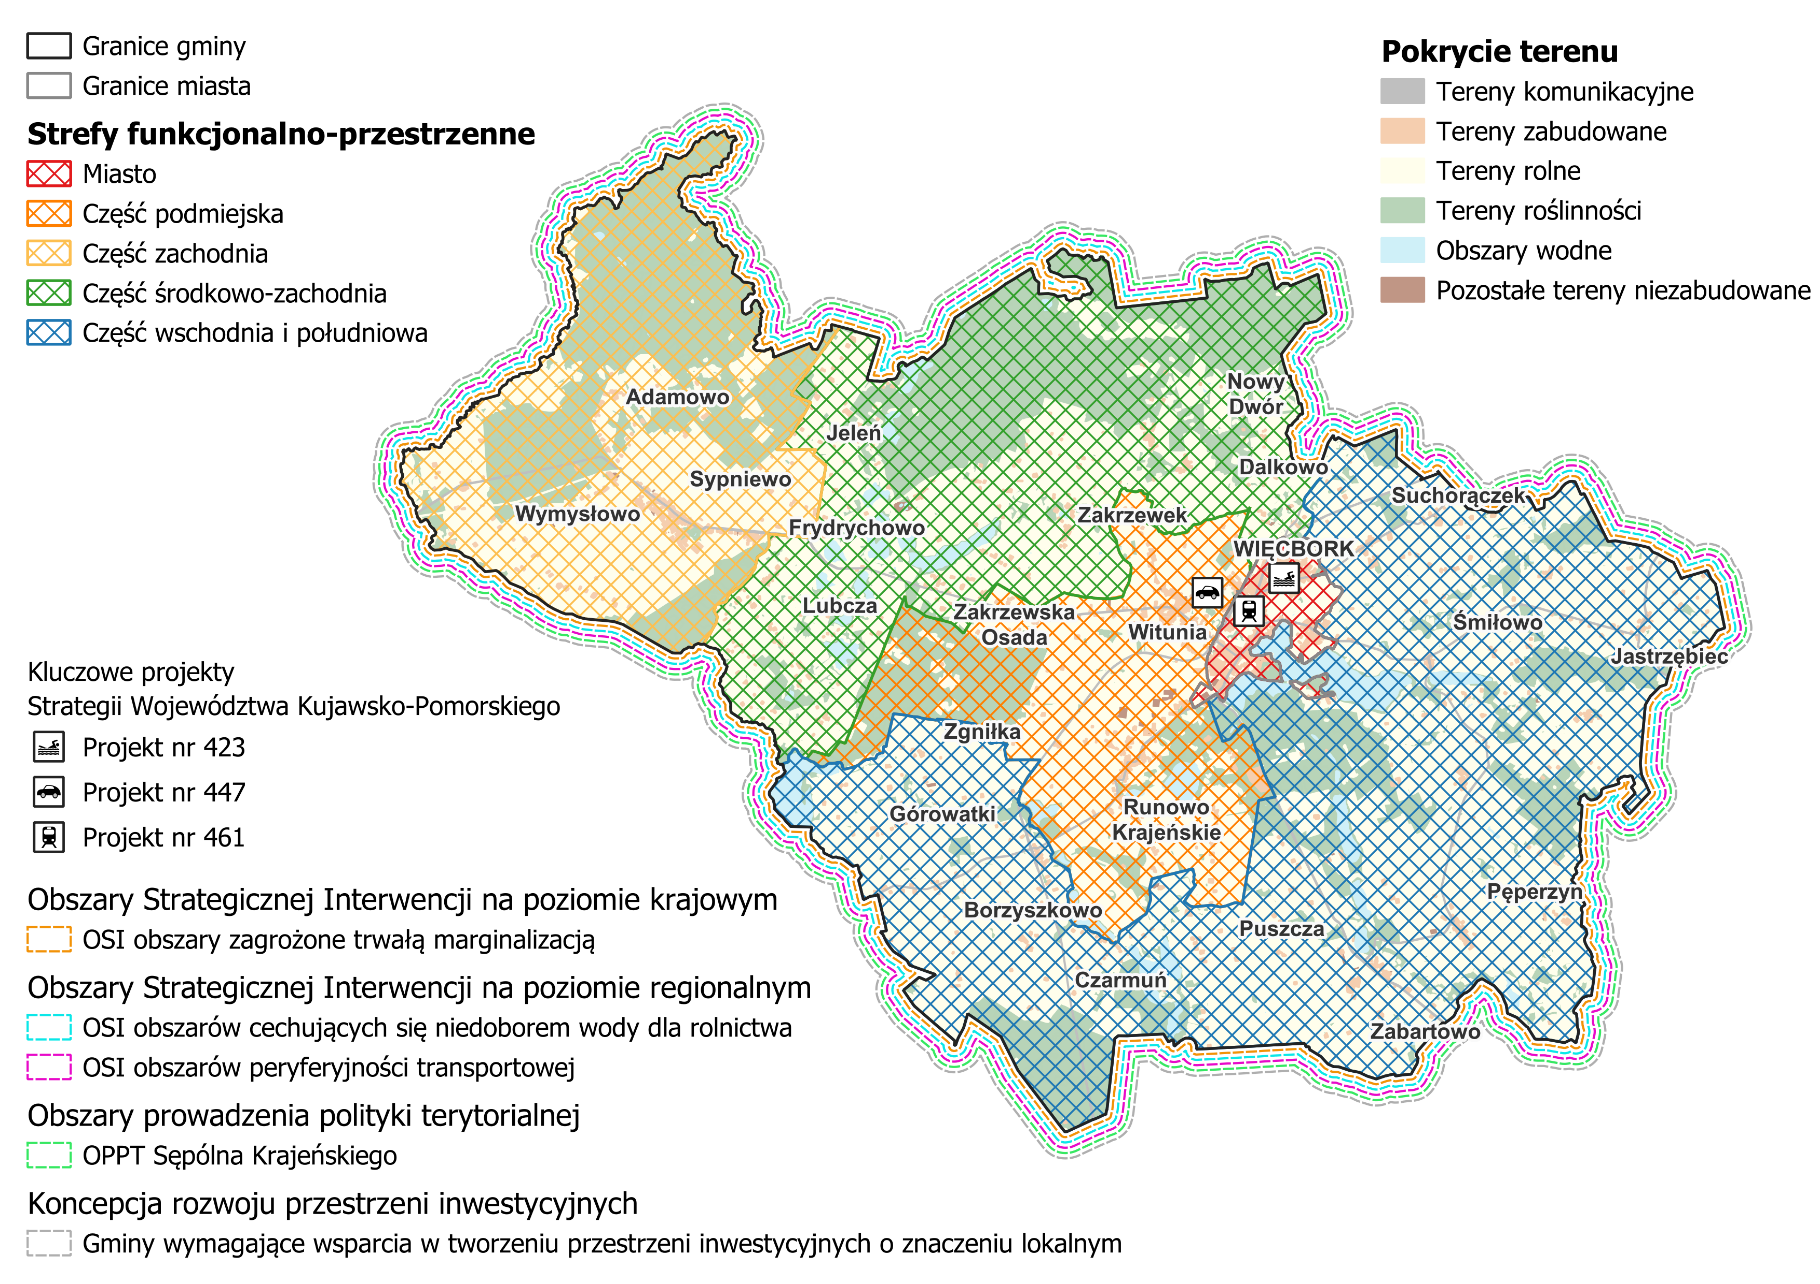 Granice gminy
Granice miasta
Strefy funkcjonalno-przestrzenne
Miasto
Część podmiejska
Część zachodnia
Część środkowo-zachodnia
Część wschodnia i południowa
Pokrycie terenu
Tereny komunikacyjne
Tereny zabudowane
Tereny rolne
Tereny roślinności
Obszary wodne
Pozostałe tereny niezabudowane
Adamowo
Jeleń
Nowy
Dwór
Sypniewo
Dalkowo
Suchorączek
Wymysłowo
Frydrychowo
Zakrzewek
WIĘCBORK
Lubcza
Zakrzewska
Osada
Witunia
Śmiłowo
Jastrzębiec
Zgniłka
Górowatki
Runowo
Krajeńskie
Pęperzyn
Borzyszkowo
Puszcza
Czarmuń
Zabartowo
Kluczowe projekty
Strategii Województwa Kujawsko-Pomorskiego
Projekt nr 423
Projekt nr 447
Projekt nr 461
Obszary Strategicznej Interwencji na poziomie krajowym
OSI obszary zagrożone trwałą marginalizacją
Obszary Strategicznej Interwencji na poziomie regionalnym
OSI obszarów cechujących się niedoborem wody dla rolnictwa
OSI obszarów peryferyjności transportowej
Obszary prowadzenia polityki terytorialnej
OPPT Sępólna Krajeńskiego
Koncepcja rozwoju przestrzeni inwestycyjnych
Gminy wymagające wsparcia w tworzeniu przestrzeni inwestycyjnych o znaczeniu lokalnym